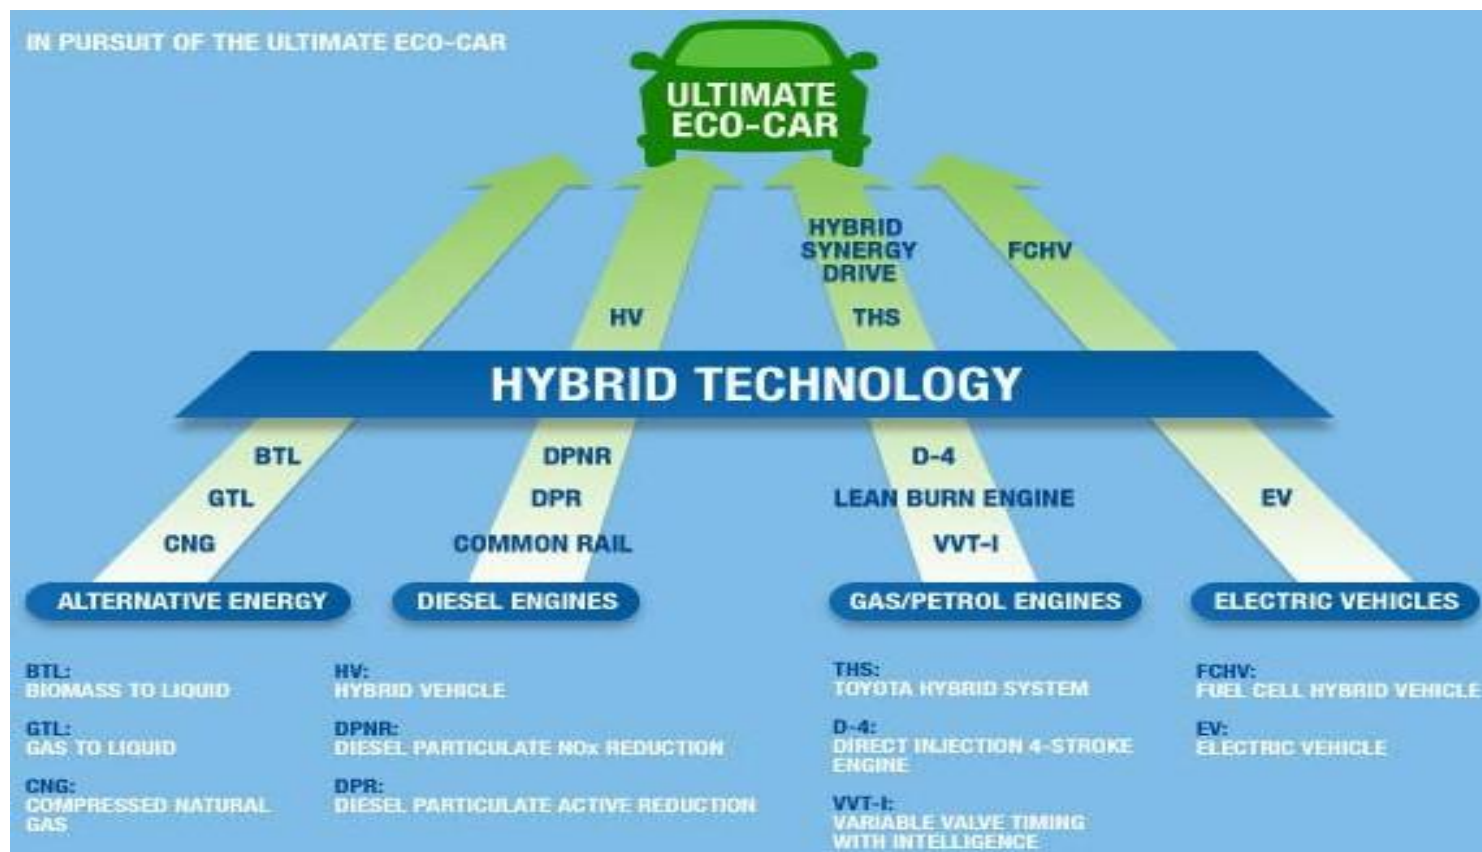 IN PURSUIT OF THE ULTIMATE ECO-CAR
ULTIMATE
ECO-CAR
HYBRID
SYNERGY
DRIVE
FCHV
HV
THS
HYBRID TECHNOLOGY
BTL
DPNR
D-4
GTL
DPR
LEAN BURN ENGINE
EV
CNG
COMMON RAIL
VVT-I
ALTERNATIVE ENERGY
DIESEL ENGINES
GAS/PETROL ENGINES
ELECTRIC VEHICLES
BTL:
BIOMASS TO LIQUID
GTL:
GAS TO LIQUID
CNG:
COMPRESSED NATURAL
GAS
HV:
HYBRID VEHICLE
DPNR:
DIESEL PARTICULATE NOx REDUCTION
DPR:
DIESEL PARTICULATE ACTIVE REDUCTION
THS:
TOYOTA HYBRID SYSTEM
D-4:
DIRECT INJECTION 4-STROKE
ENGINE
VVT-I:
VARIABLE VALVE TIMING
WITH INTELLIGENCE
FCHV:
FUEL CELL HYBRID VEHICLE
EV:
ELECTRIC VEHICLE